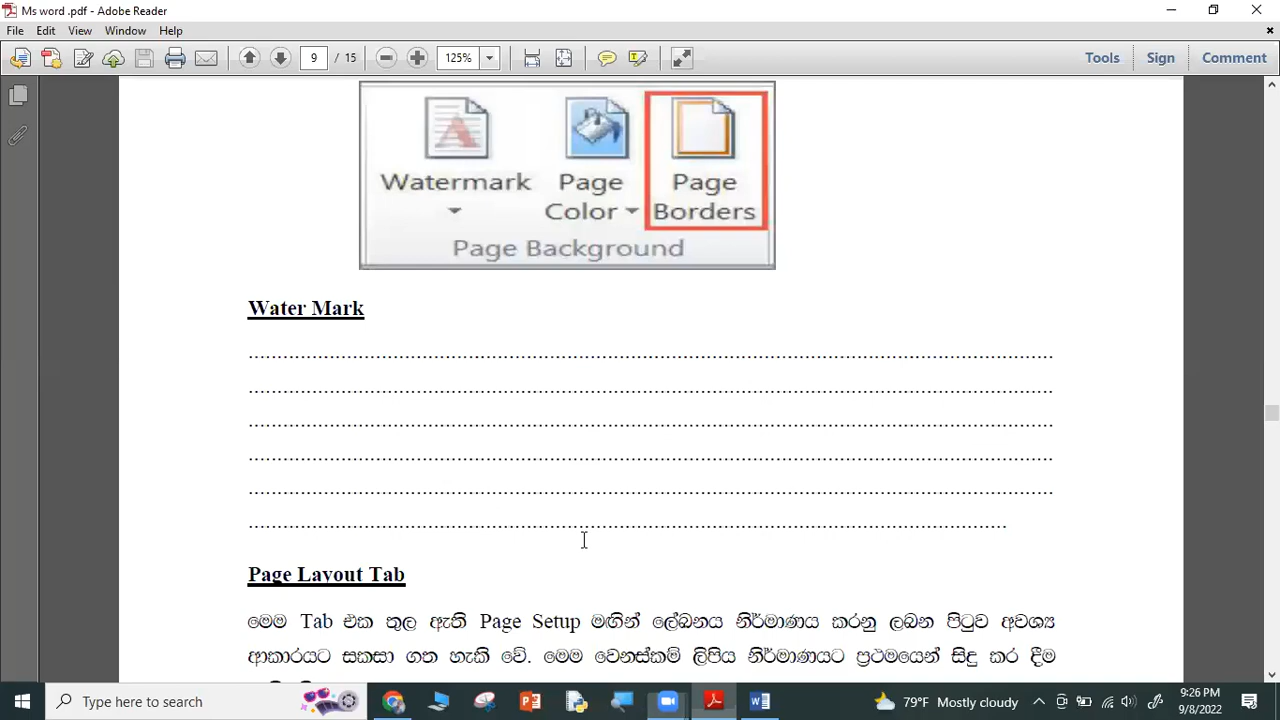 Ms word .pdf - Adobe Reader
File Edit View Window Help
9 / 15 125% Tools Sign Comment
Watermark Page Color Page Borders
Page Background
Water Mark
................................................................................................................................................
................................................................................................................................................
................................................................................................................................................
................................................................................................................................................
................................................................................................................................................
........................................................................................................................................
Page Layout Tab
මෙම Tab එක තුල ඇති Page Setup මඟින් ලේඛනය නිර්මාණය කරනු ලබන පිටුව අවශ්‍ය
ආකාරයට සකසා ගත හැකි වේ. මෙම වෙනස්කම් ලිපිය නිර්මාණයට ප්‍රථමයෙන් සිදු කර දීම
Type here to search
79°F Mostly cloudy
9:26 PM
9/8/2022